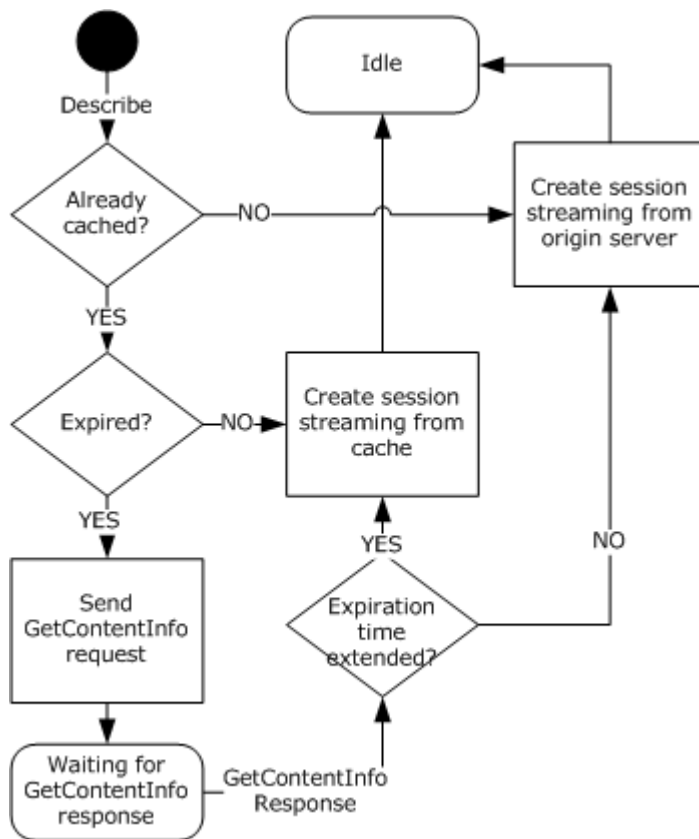 Idle
Describe
Already
cached?
NO
Create session
streaming from
origin server
YES
Expired?
NO
Create session
streaming from
cache
YES
Send
GetContentInfo
request
YES
Expiration
time
extended?
NO
Waiting for
GetContentInfo
response
GetContentInfo
Response